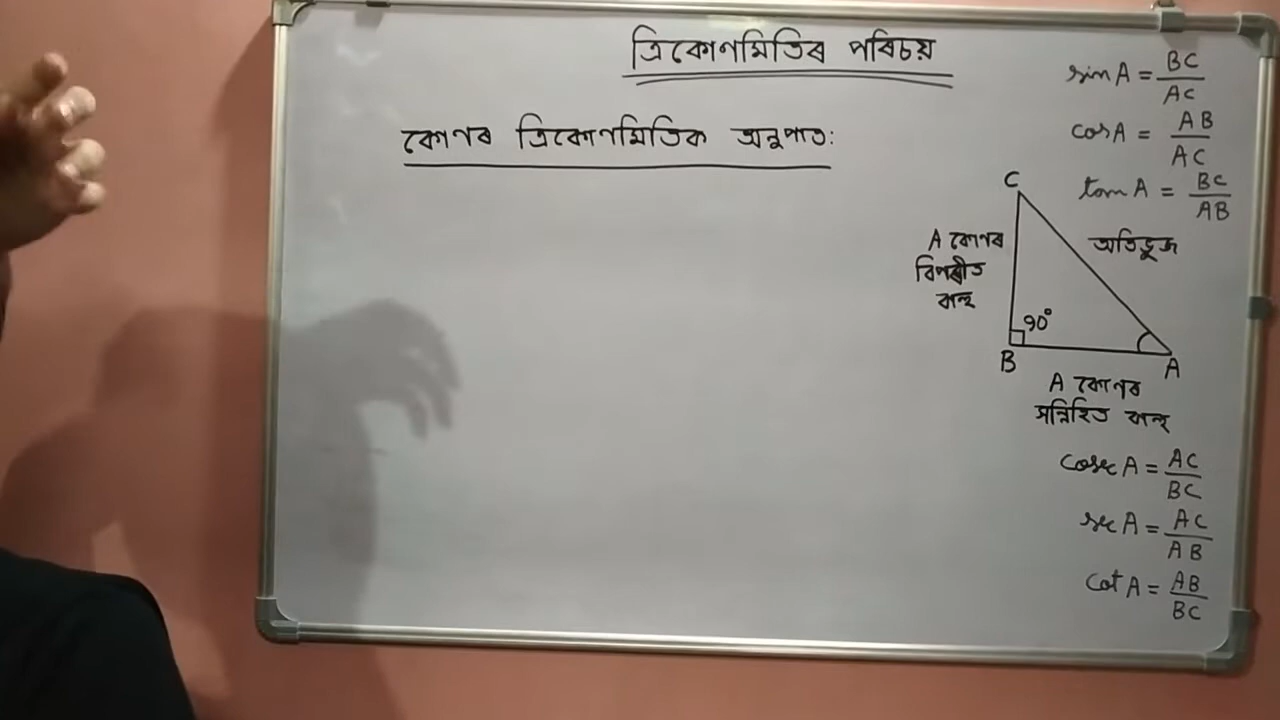 ত্ৰিকোণমিতিৰ পৰিচয়
কোণৰ ত্ৰিকোণমিতিক অনুপাত:
sin A = BC/AC
cos A = AB/AC
tan A = BC/AB
C
A কোণৰ
বিপৰীত
বাহু
অতিভুজ
90°
B
A
A কোণৰ
সন্নিহিত বাহু
cosec A = AC/BC
sec A = AC/AB
cot A = AB/BC